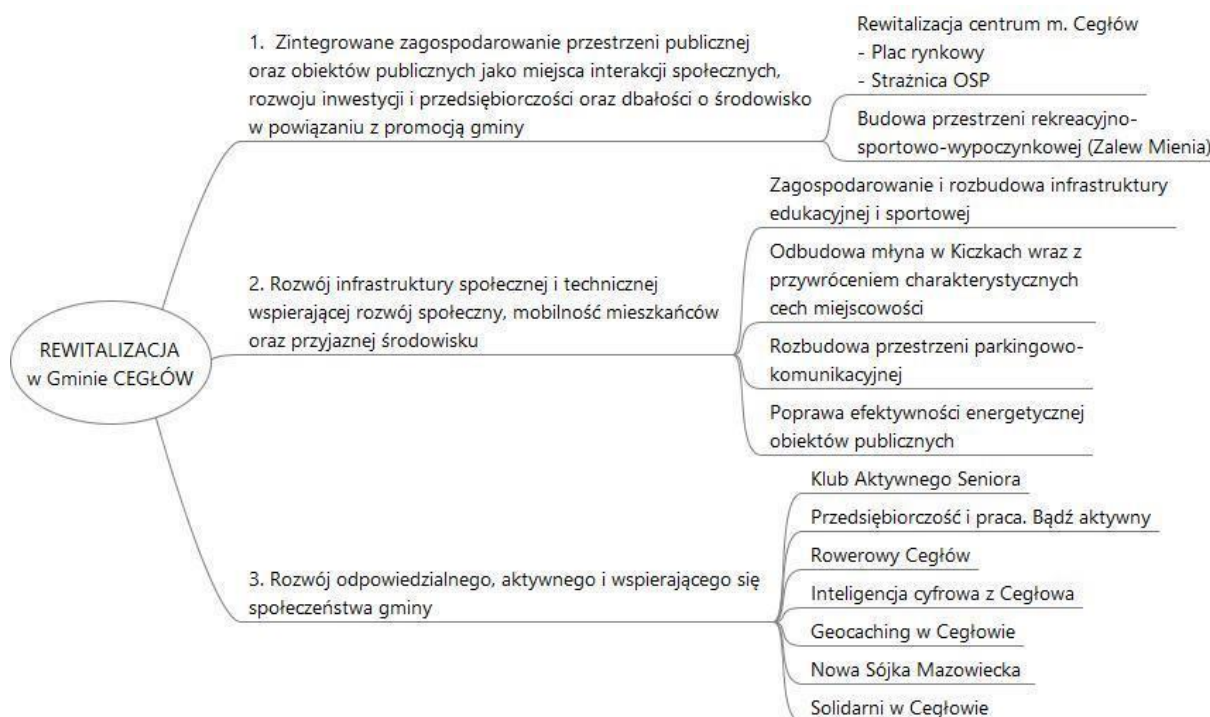 REWITALIZACJA
w Gminie CEGŁÓW
1. Zintegrowane zagospodarowanie przestrzeni publicznej
oraz obiektów publicznych jako miejsca interakcji społecznych,
rozwoju inwestycji i przedsiębiorczości oraz dbałości o środowisko
w powiązaniu z promocją gminy
Rewitalizacja centrum m. Cegłów
- Plac rynkowy
- Strażnica OSP
Budowa przestrzeni rekreacyjno-
sportowo-wypoczynkowej (Zalew Mienia)
2. Rozwój infrastruktury społecznej i technicznej
wspierającej rozwój społeczny, mobilność mieszkańców
oraz przyjaznej środowisku
Zagospodarowanie i rozbudowa infrastruktury
edukacyjnej i sportowej
Odbudowa młyna w Kiczkach wraz z
przywróceniem charakterystycznych
cech miejscowości
Rozbudowa przestrzeni parkingowo-
komunikacyjnej
Poprawa efektywności energetycznej
obiektów publicznych
3. Rozwój odpowiedzialnego, aktywnego i wspierającego się
społeczeństwa gminy
Klub Aktywnego Seniora
Przedsiębiorczość i praca. Bądź aktywny
Rowerowy Cegłów
Inteligencja cyfrowa z Cegłowa
Geocaching w Cegłowie
Nowa Sójka Mazowiecka
Solidarni w Cegłowie